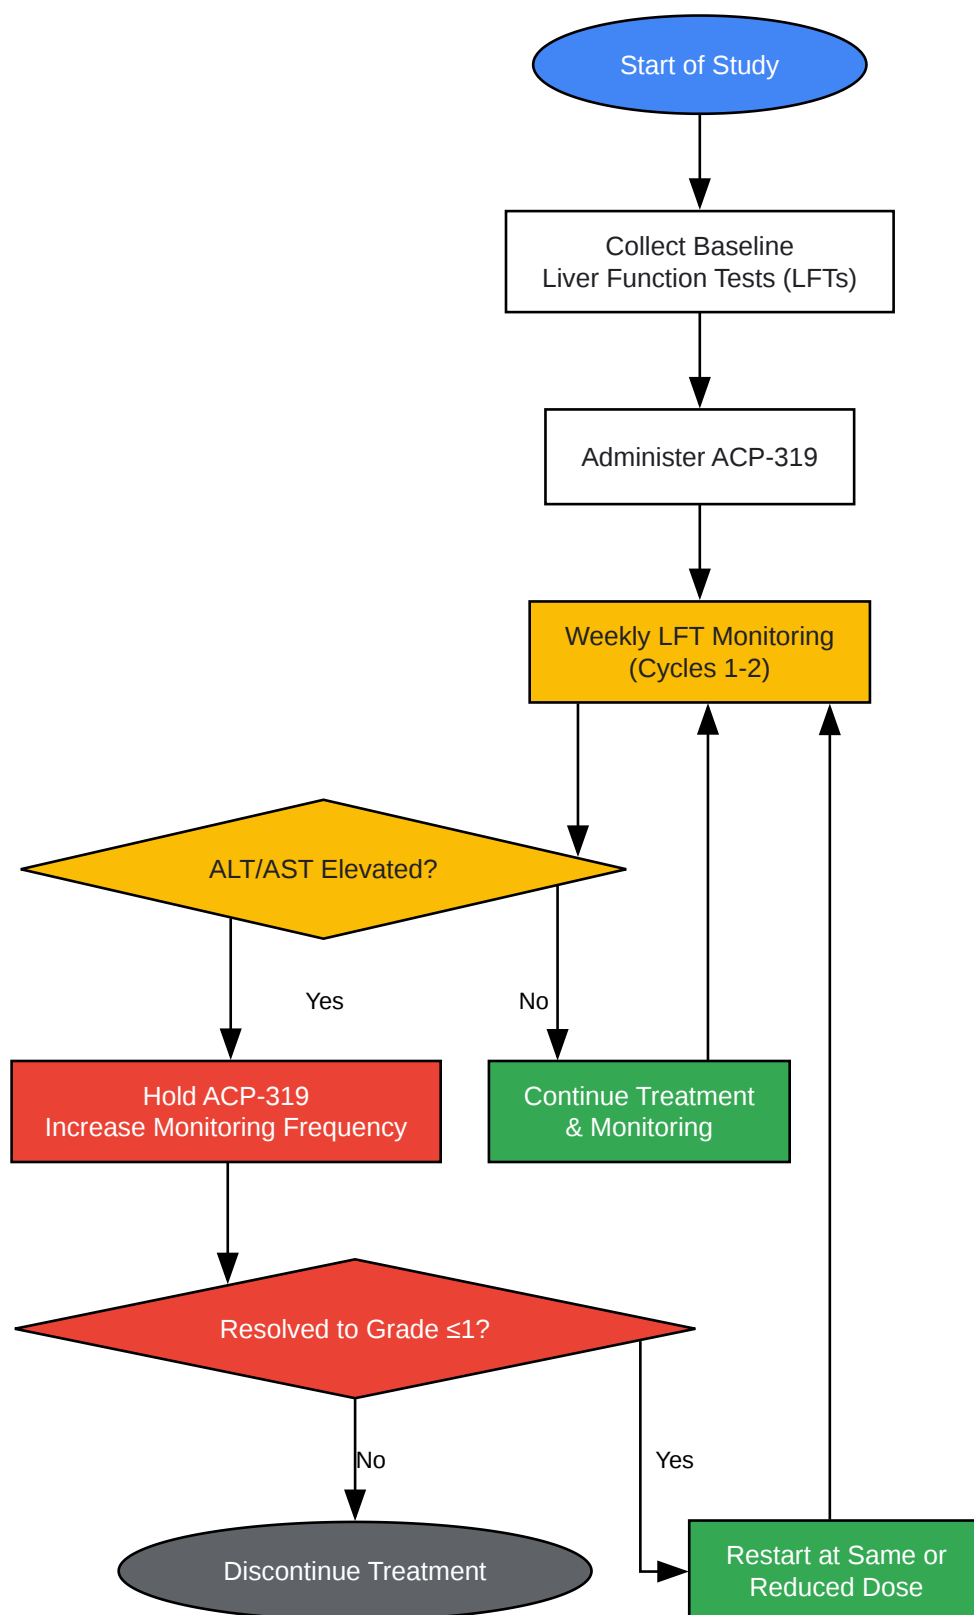 Start of Study
Collect Baseline
Liver Function Tests (LFTs)
Administer ACP-319
Weekly LFT Monitoring
(Cycles 1-2)
ALT/AST Elevated?
Yes
No
Hold ACP-319
Increase Monitoring Frequency
Continue Treatment
& Monitoring
Resolved to Grade ≤1?
No
Yes
Discontinue Treatment
Restart at Same or
Reduced Dose